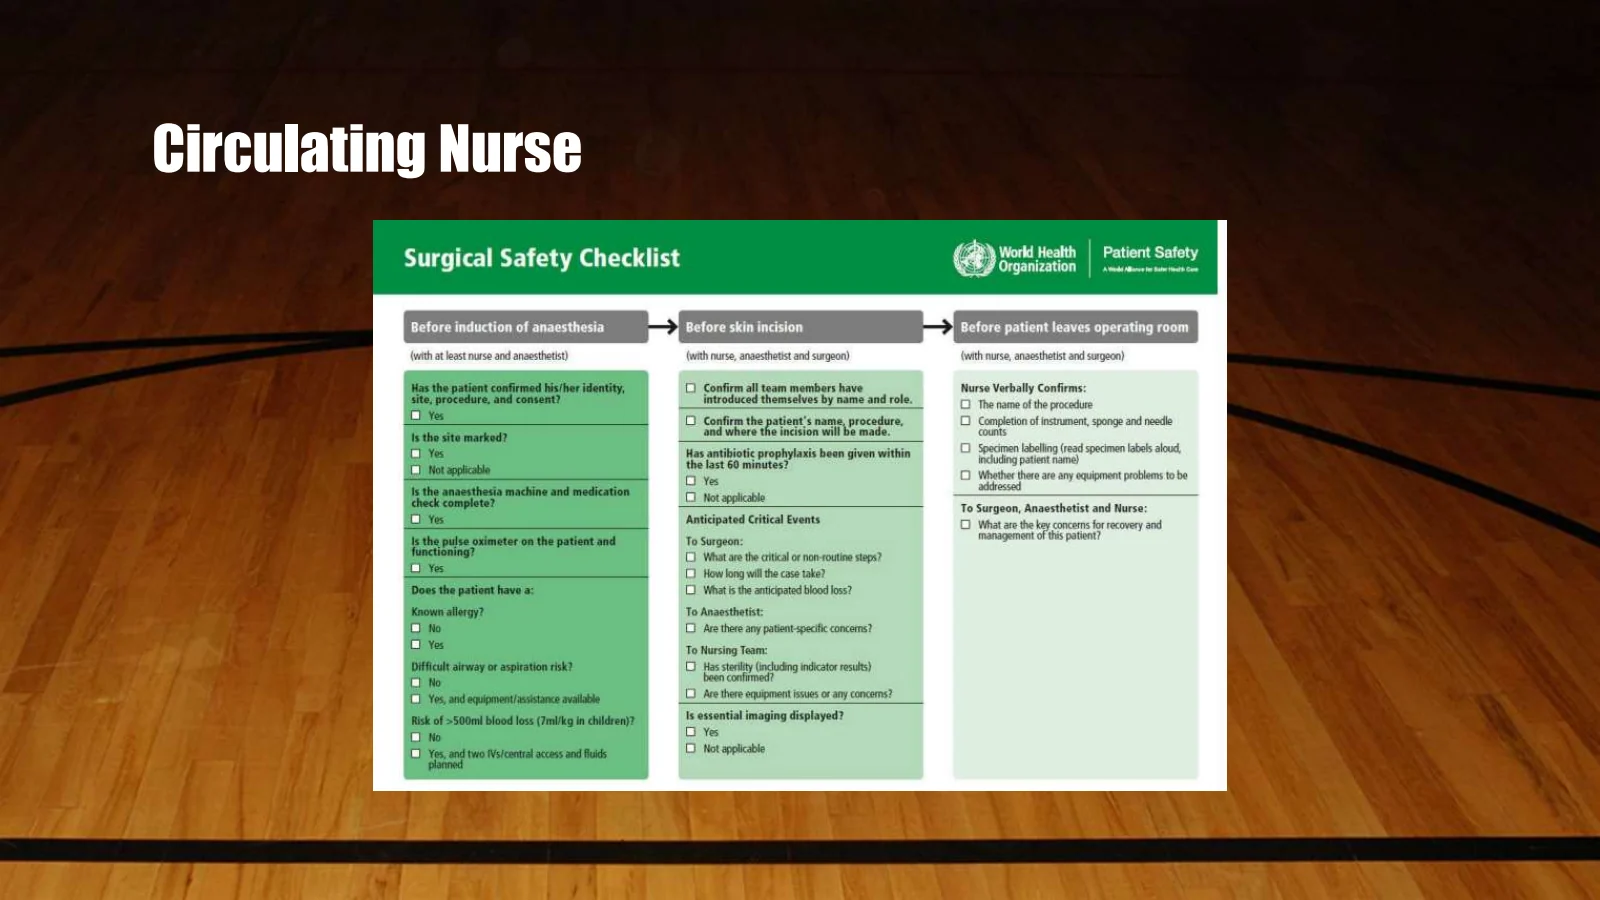 Circulating Nurse
Surgical Safety Checklist
World Health
Organization
Patient Safety
A World Alliance for Safer Health Care
Before induction of anaesthesia
(with at least nurse and anaesthetist)
Has the patient confirmed his/her identity,
site, procedure, and consent?
Yes
Is the site marked?
Yes
Not applicable
Is the anaesthesia machine and medication
check complete?
Yes
Is the pulse oximeter on the patient and
functioning?
Yes
Does the patient have a:
Known allergy?
No
Yes
Difficult airway or aspiration risk?
No
Yes, and equipment/assistance available
Risk of >500ml blood loss (7ml/kg in children)?
No
Yes, and two IVs/central access and fluids
planned
Before skin incision
(with nurse, anaesthetist and surgeon)
Confirm all team members have
introduced themselves by name and role.
Confirm the patient's name, procedure,
and where the incision will be made.
Has antibiotic prophylaxis been given within
the last 60 minutes?
Yes
Not applicable
Anticipated Critical Events
To Surgeon:
What are the critical or non-routine steps?
How long will the case take?
What is the anticipated blood loss?
To Anaesthetist:
Are there any patient-specific concerns?
To Nursing Team:
Has sterility (including indicator results)
been confirmed?
Are there equipment issues or any concerns?
Is essential imaging displayed?
Yes
Not applicable
Before patient leaves operating room
(with nurse, anaesthetist and surgeon)
Nurse Verbally Confirms:
The name of the procedure
Completion of instrument, sponge and needle
counts
Specimen labelling (read specimen labels aloud,
including patient name)
Whether there are any equipment problems to be
addressed
To Surgeon, Anaesthetist and Nurse:
What are the key concerns for recovery and
management of this patient?